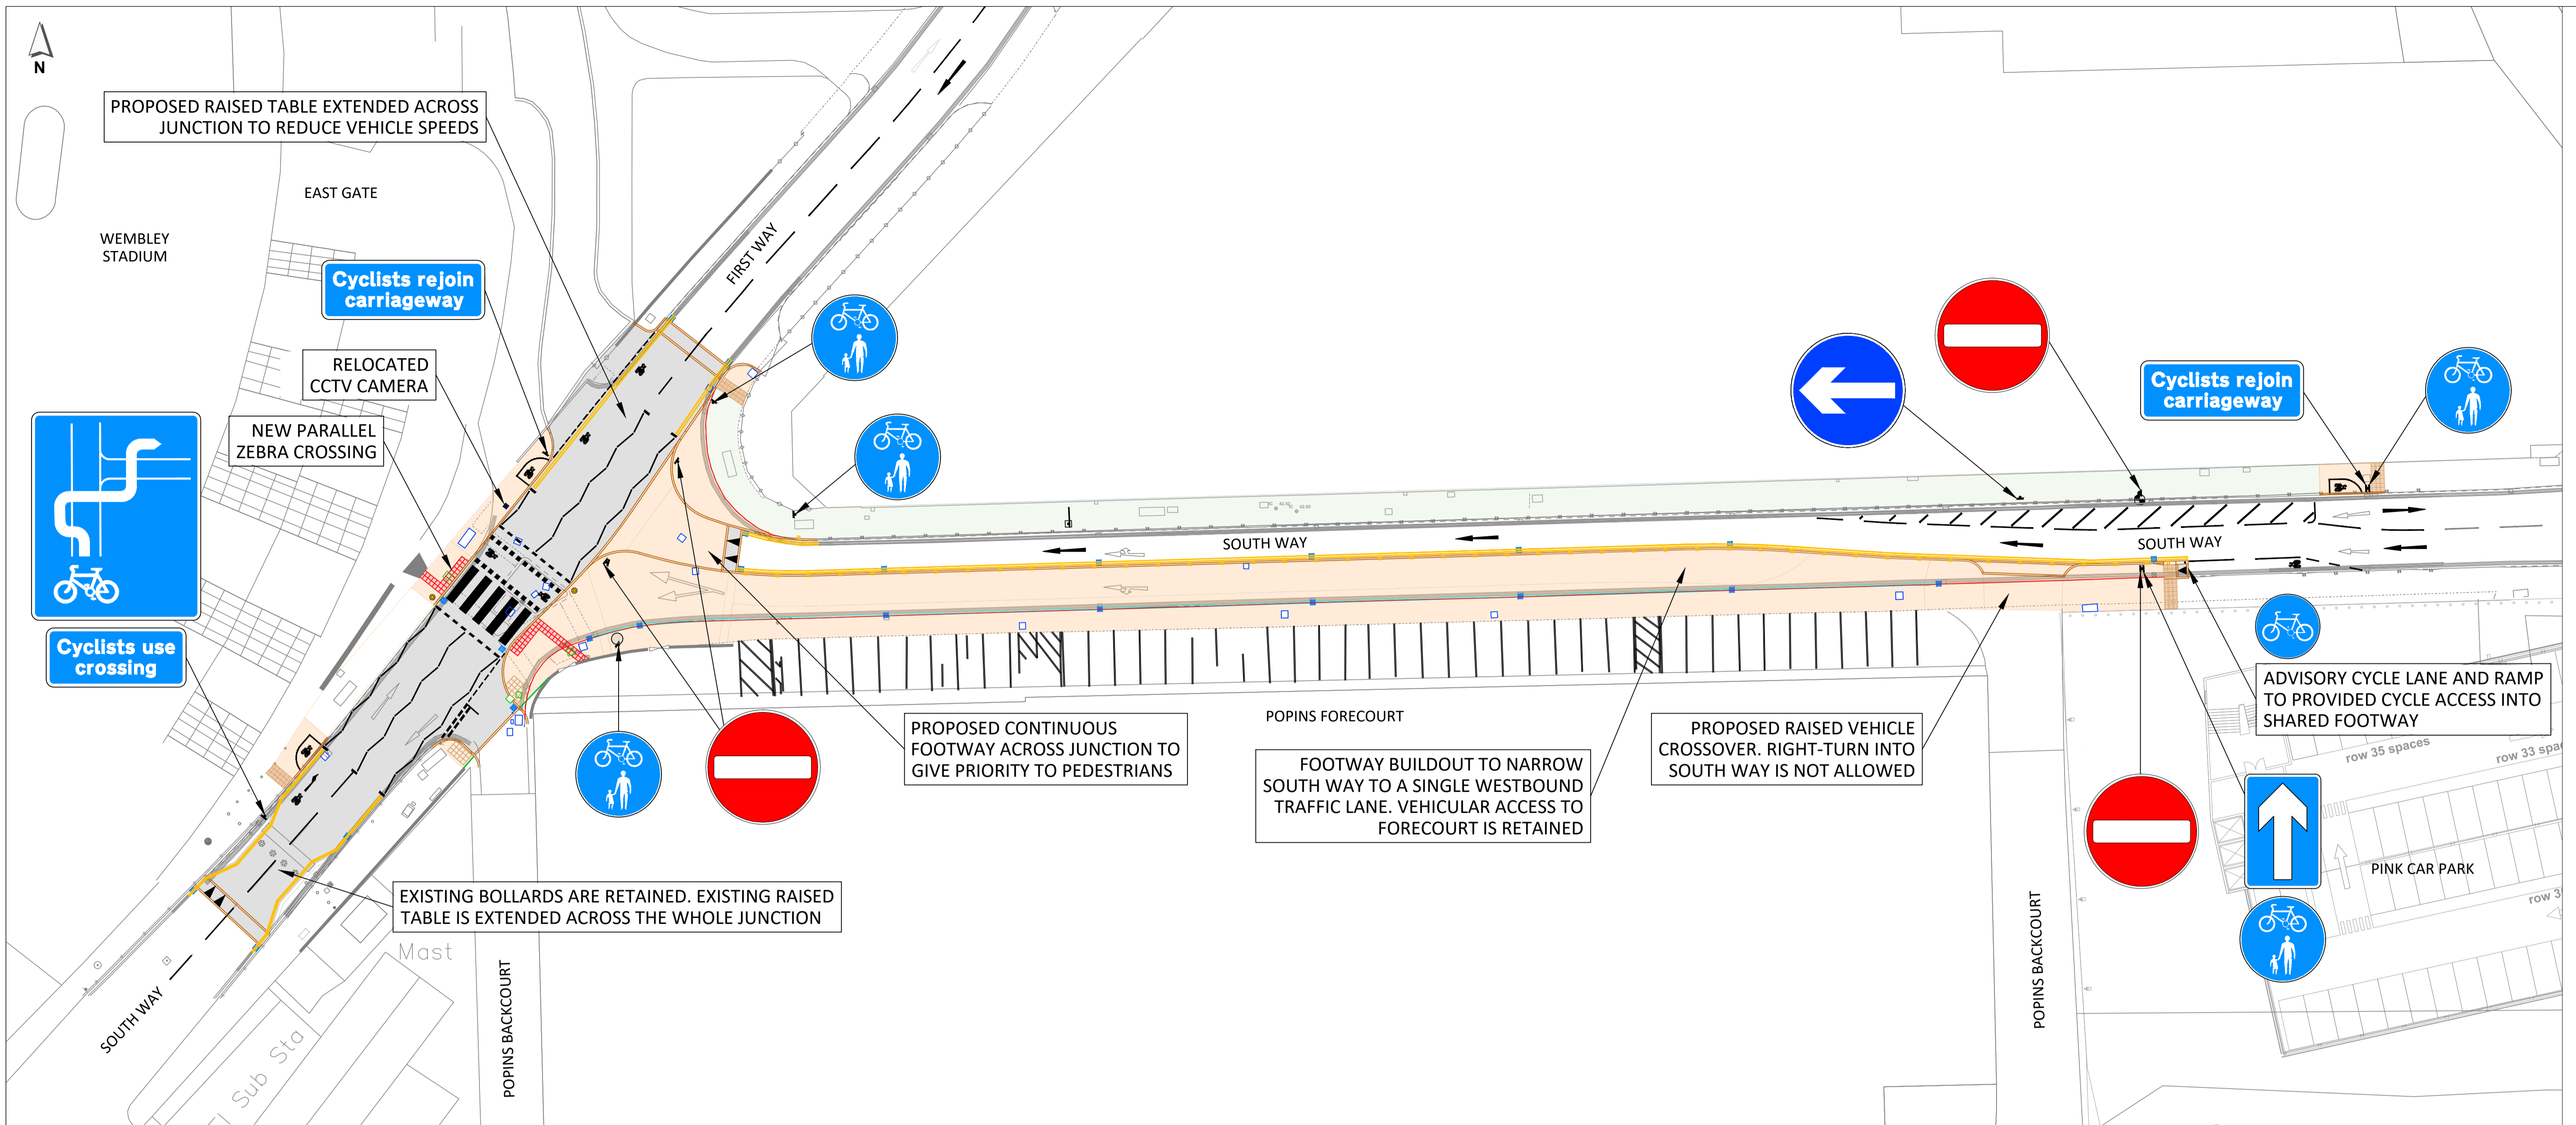 N
PROPOSED RAISED TABLE EXTENDED ACROSS
JUNCTION TO REDUCE VEHICLE SPEEDS
EAST GATE
WEMBLEY
STADIUM
FIRST WAY
Cyclists rejoin
carriageway
RELOCATED
CCTV CAMERA
NEW PARALLEL
ZEBRA CROSSING
Cyclists use
crossing
SOUTH WAY
Cyclists rejoin
carriageway
SOUTH WAY
PROPOSED CONTINUOUS
FOOTWAY ACROSS JUNCTION TO
GIVE PRIORITY TO PEDESTRIANS
POPINS FORECOURT
FOOTWAY BUILDOUT TO NARROW
SOUTH WAY TO A SINGLE WESTBOUND
TRAFFIC LANE. VEHICULAR ACCESS TO
FORECOURT IS RETAINED
PROPOSED RAISED VEHICLE
CROSSOVER. RIGHT-TURN INTO
SOUTH WAY IS NOT ALLOWED
ADVISORY CYCLE LANE AND RAMP
TO PROVIDED CYCLE ACCESS INTO
SHARED FOOTWAY
row 35 spaces
row 33 spac
PINK CAR PARK
row 3
EXISTING BOLLARDS ARE RETAINED. EXISTING RAISED
TABLE IS EXTENDED ACROSS THE WHOLE JUNCTION
Mast
SOUTH WAY
El Sub Sta
POPINS BACKCOURT
POPINS BACKCOURT